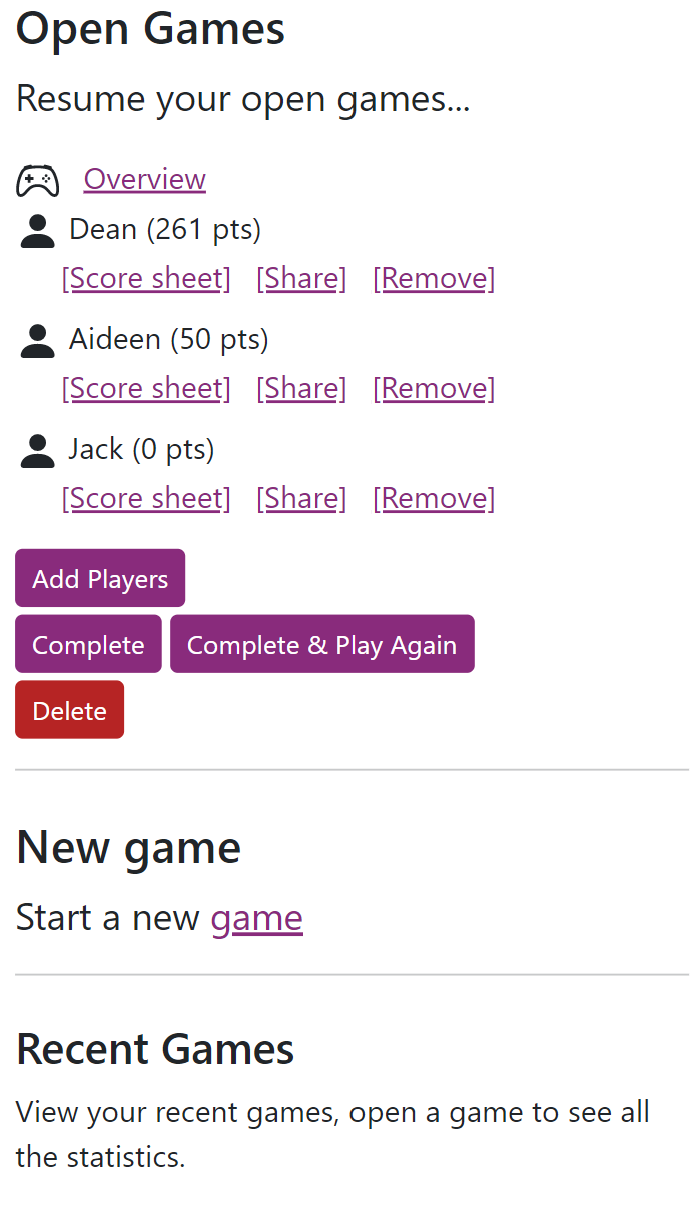 Open Games
Resume your open games...
Overview
Dean (261 pts)
[Score sheet] [Share] [Remove]
Aideen (50 pts)
[Score sheet] [Share] [Remove]
Jack (0 pts)
[Score sheet] [Share] [Remove]
Add Players
Complete Complete & Play Again
Delete
New game
Start a new game
Recent Games
View your recent games, open a game to see all
the statistics.